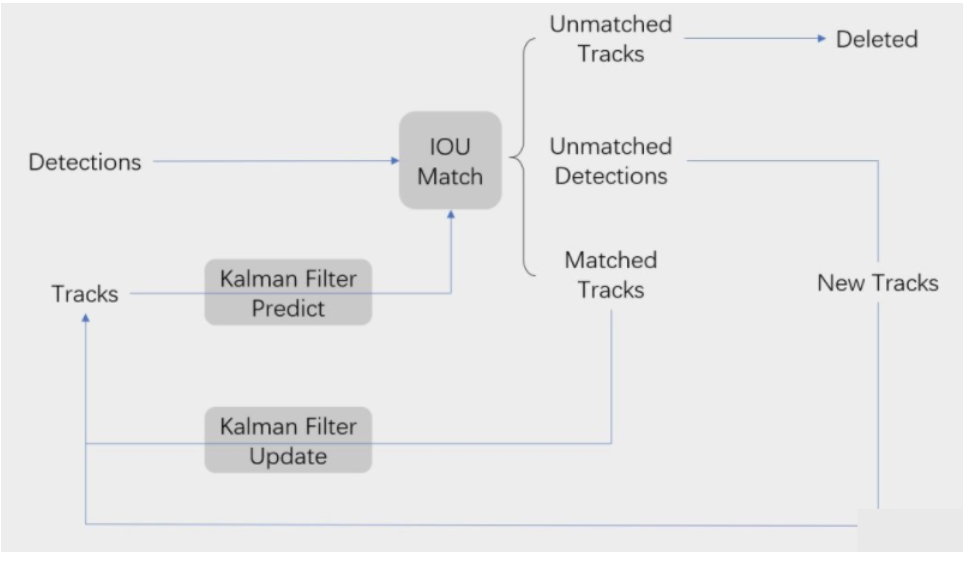 Unmatched
Tracks
Deleted
Detections
IOU
Match
Unmatched
Detections
Matched
Tracks
Tracks
Kalman Filter
Predict
New Tracks
Kalman Filter
Update